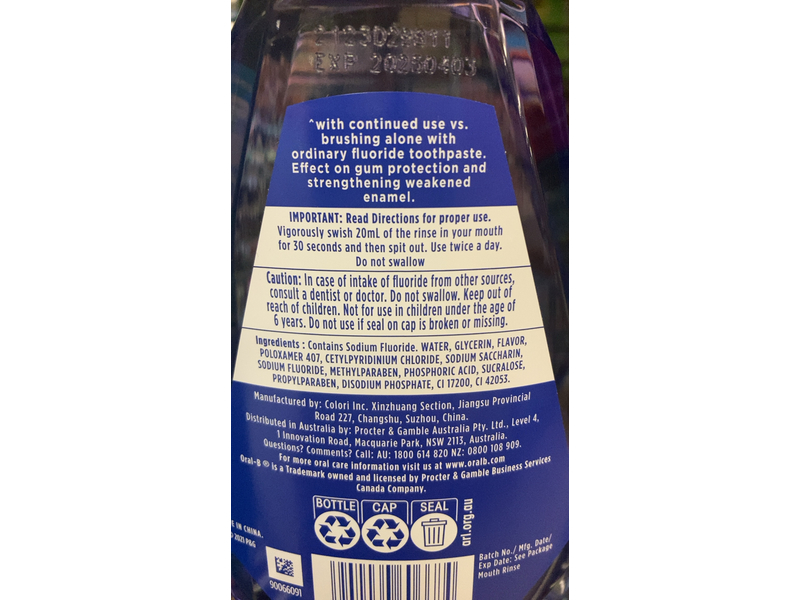 EXP 20250403
^with continued use vs.
brushing alone with
ordinary fluoride toothpaste.
Effect on gum protection and
strengthening weakened
enamel.
IMPORTANT: Read Directions for proper use.
Vigorously swish 20mL of the rinse in your mouth
for 30 seconds and then spit out. Use twice a day.
Do not swallow
Caution: In case of intake of fluoride from other sources,
consult a dentist or doctor. Do not swallow. Keep out of
reach of children. Not for use in children under the age of
6 years. Do not use if seal on cap is broken or missing.
Ingredients : Contains Sodium Fluoride. WATER, GLYCERIN, FLAVOR,
POLOXAMER 407, CETYLPYRIDINIUM CHLORIDE, SODIUM SACCHARIN,
SODIUM FLUORIDE, METHYLPARABEN, PHOSPHORIC ACID, SUCRALOSE,
PROPYLPARABEN, DISODIUM PHOSPHATE, CI 17200, CI 42053.
Manufactured by: Colori Inc. Xinzhuang Section, Jiangsu Provincial
Road 227, Changshu, Suzhou, China.
Distributed in Australia by: Procter & Gamble Australia Pty. Ltd., Level 4,
1 Innovation Road, Macquarie Park, NSW 2113, Australia.
Questions? Comments? Call: AU: 1800 614 820 NZ: 0800 108 909.
For more oral care information visit us at www.oralb.com.
Oral-B ® is a Trademark owned and licensed by Procter & Gamble Business Services
Canada Company.
BOTTLE CAP SEAL
arl.org.au
E IN CHINA.
2021 P&G
90066091
Batch No./ Mfg. Date/
Exp Date: See Package
Mouth Rinse